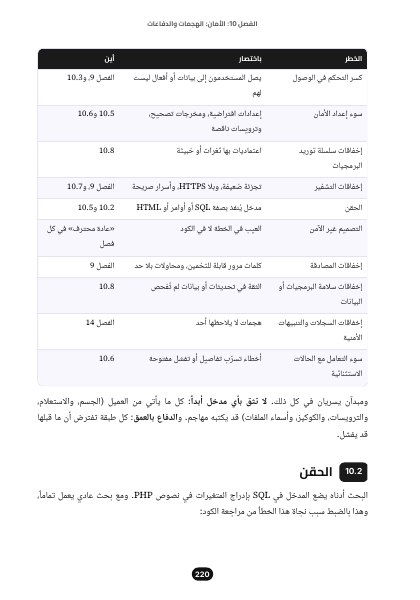 الفصل 10: الأمان: الهجمات والدفاعات
الخطر باختصار أين
كسر التحكم في الوصول يصل المستخدمون إلى بيانات أو أفعال ليست الفصل 9، و10.3
لهم
سوء إعداد الأمان إعدادات افتراضية، ومخرجات تصحيح، 10.5 و10.6
وترويسات ناقصة
إخفاقات سلسلة توريد اعتماديات بها ثغرات أو خبيثة 10.8
البرمجيات
إخفاقات التشفير تجزئة ضعيفة، وبلا HTTPS، وأسرار صريحة الفصل 9، و10.7
الحقن مدخل يُنفذ بصفة SQL أو أوامر أو HTML 10.2 و10.5
التصميم غير الآمن العيب في الخطة لا في الكود «عادة محترف» في كل
فصل
إخفاقات المصادقة كلمات مرور قابلة للتخمين، ومحاولات بلا حد الفصل 9
إخفاقات سلامة البرمجيات أو الثقة في تحديثات أو بيانات لم تُفحص 10.8
البيانات
إخفاقات السجلات والتنبيهات هجمات لا يلاحظها أحد الفصل 14
الأمنية
سوء التعامل مع الحالات أخطاء تسرّب تفاصيل أو تفشل مفتوحة 10.6
الاستثنائية
ومبدآن يسريان في كل ذلك. لا تثق بأي مدخل أبداً: كل ما يأتي من العميل (الجسم، والاستعلام،
والترويسات، والكوكيز، وأسماء الملفات) قد يكتبه مهاجم. والدفاع بالعمق: كل طبقة تفترض أن ما قبلها
قد يفشل.
10.2 الحقن
البحث أدناه يضع المدخل في SQL بإدراج المتغيرات في نصوص PHP. ومع بحث عادي يعمل تماماً،
وهذا بالضبط سبب نجاة هذا الخطأ من مراجعة الكود:
220